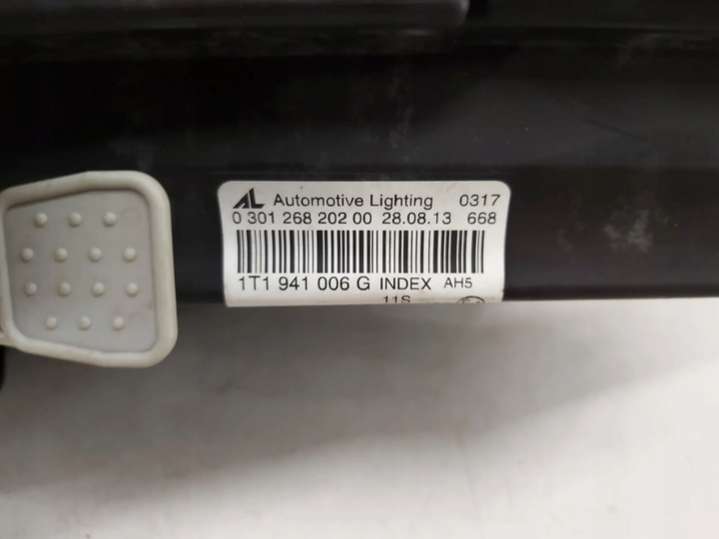 AL Automotive Lighting 0317
0 301 268 202 00 28.08.13 668
1T1 941 006 G INDEX AH5
11S